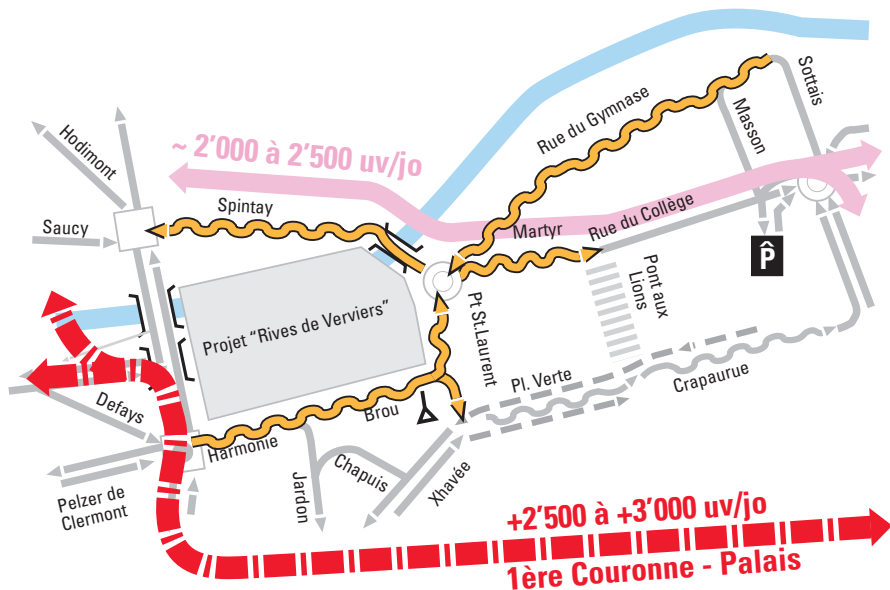 Sottais
Rue du Gymnase
Masson
Hodimont
~ 2'000 à 2'500 uv/jo
Spintay
Saucy
Martyr
Rue du Collège
P̂
Pont aux
Lions
Projet "Rives de Verviers"
Pt St.Laurent
Pl. Verte
Crapaurue
Defays
Brou
Harmonie
Chapuis
Jardon
Xhavée
Pelzer de
Clermont
+2'500 à +3'000 uv/jo
1ère Couronne - Palais